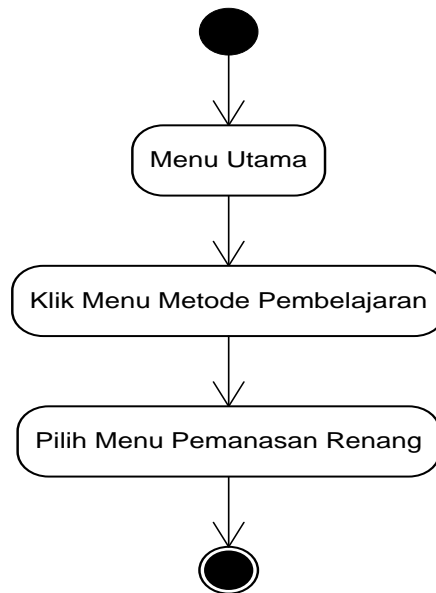 Menu Utama
Klik Menu Metode Pembelajaran
Pilih Menu Pemanasan Renang